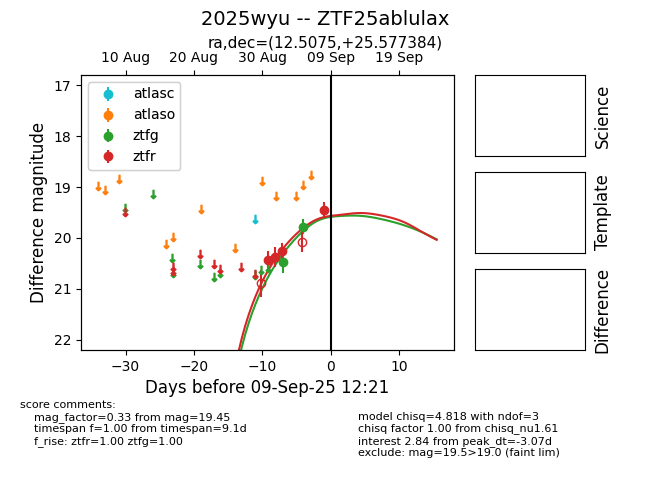 2025wyu -- ZTF25ablulax
ra,dec=(12.5075,+25.577384)
10 Aug 20 Aug 30 Aug 09 Sep 19 Sep
atlasc
atlaso
ztfg
ztfr
17
18
19
20
21
22
Difference magnitude
−30 −20 −10 0 10
Days before 09-Sep-25 12:21
Science
Template
Difference
score comments:
mag_factor=0.33 from mag=19.45
timespan f=1.00 from timespan=9.1d
f_rise: ztfr=1.00 ztfg=1.00
model chisq=4.818 with ndof=3
chisq factor 1.00 from chisq_nu1.61
interest 2.84 from peak_dt=-3.07d
exclude: mag=19.5>19.0 (faint lim)